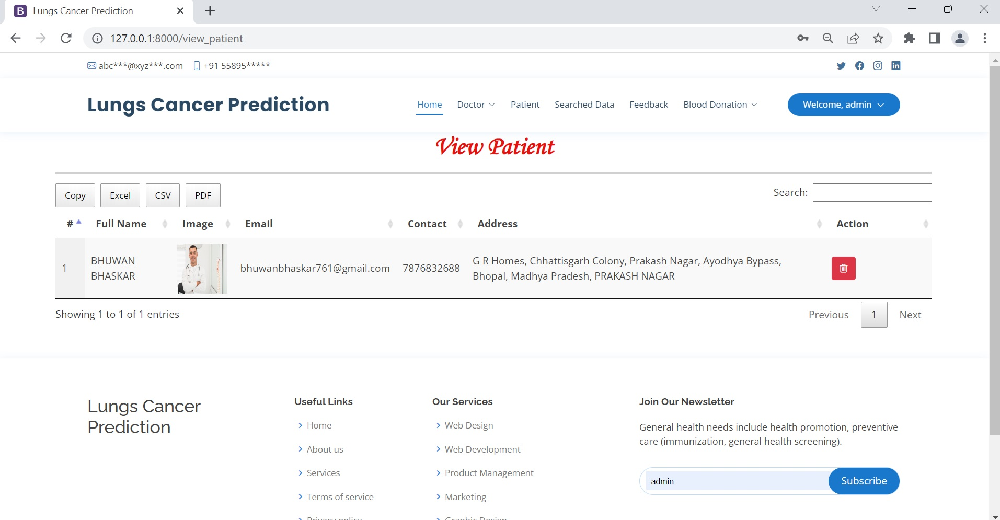 Lungs Cancer Prediction
127.0.0.1:8000/view_patient
abc***@xyz***.com +91 55895*****
Lungs Cancer Prediction Home Doctor Patient Searched Data Feedback Blood Donation Welcome, admin
View Patient
Copy Excel CSV PDF Search:
# Full Name Image Email Contact Address Action
1 BHUWAN BHASKAR bhuwanbhaskar761@gmail.com 7876832688 G R Homes, Chhattisgarh Colony, Prakash Nagar, Ayodhya Bypass,
Bhopal, Madhya Pradesh, PRAKASH NAGAR
Showing 1 to 1 of 1 entries Previous 1 Next
Lungs Cancer
Prediction
Useful Links
Home
About us
Services
Terms of service
Privacy policy
Our Services
Web Design
Web Development
Product Management
Marketing
Graphic Design
Join Our Newsletter
General health needs include health promotion, preventive
care (immunization, general health screening).
admin Subscribe